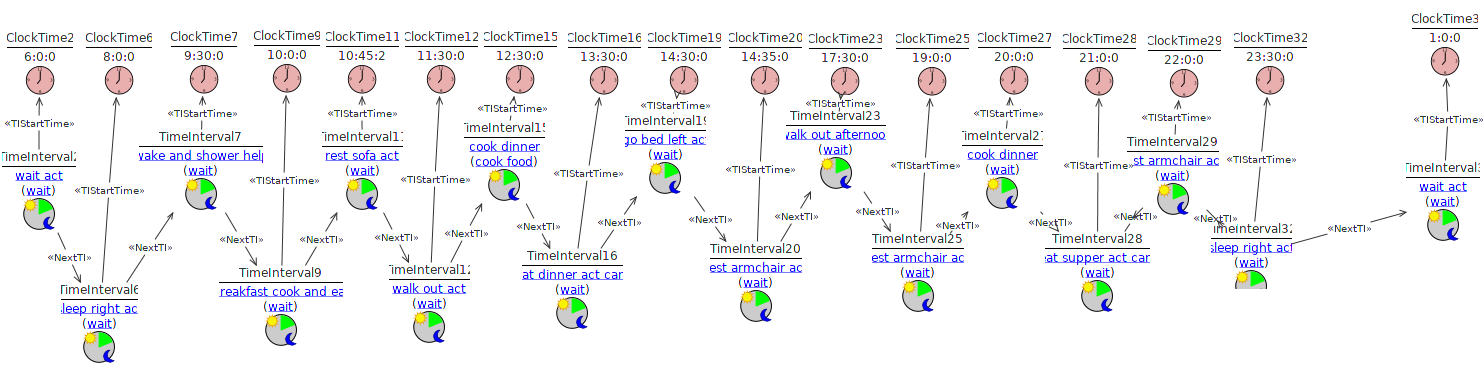 ClockTime2
6:0:0
«TIStartTime»
TimeInterval2
wait act
(wait)
«NextTI»
ClockTime6
8:0:0
«TIStartTime»
TimeInterval6
leep right ac
(wait)
«NextTI»
ClockTime7
9:30:0
«TIStartTime»
TimeInterval7
wake and shower help
(wait)
«NextTI»
ClockTime9
10:0:0
«TIStartTime»
TimeInterval9
reakfast cook and ea
(wait)
«NextTI»
ClockTime11
10:45:2
«TIStartTime»
TimeInterval11
rest sofa act
(wait)
«NextTI»
ClockTime12
11:30:0
«TIStartTime»
TimeInterval12
walk out act
(wait)
«NextTI»
ClockTime15
12:30:0
«TIStartTime»
TimeInterval15
cook dinner
(cook food)
«NextTI»
ClockTime16
13:30:0
«TIStartTime»
TimeInterval16
at dinner act car
(wait)
«NextTI»
ClockTime19
14:30:0
«TIStartTime»
TimeInterval19
go bed left act
(wait)
«NextTI»
ClockTime20
14:35:0
«TIStartTime»
TimeInterval20
est armchair ac
(wait)
«NextTI»
ClockTime23
17:30:0
«TIStartTime»
TimeInterval23
walk out afternoo
(wait)
«NextTI»
ClockTime25
19:0:0
«TIStartTime»
TimeInterval25
est armchair ac
(wait)
«NextTI»
ClockTime27
20:0:0
«TIStartTime»
TimeInterval27
cook dinner
(wait)
«NextTI»
ClockTime28
21:0:0
«TIStartTime»
TimeInterval28
eat supper act car
(wait)
«NextTI»
ClockTime29
22:0:0
«TIStartTime»
TimeInterval29
st armchair ac
(wait)
«NextTI»
ClockTime32
23:30:0
«TIStartTime»
TimeInterval32
sleep right act
(wait)
«NextTI»
ClockTime3
1:0:0
«TIStartTime»
TimeInterval3
wait act
(wait)